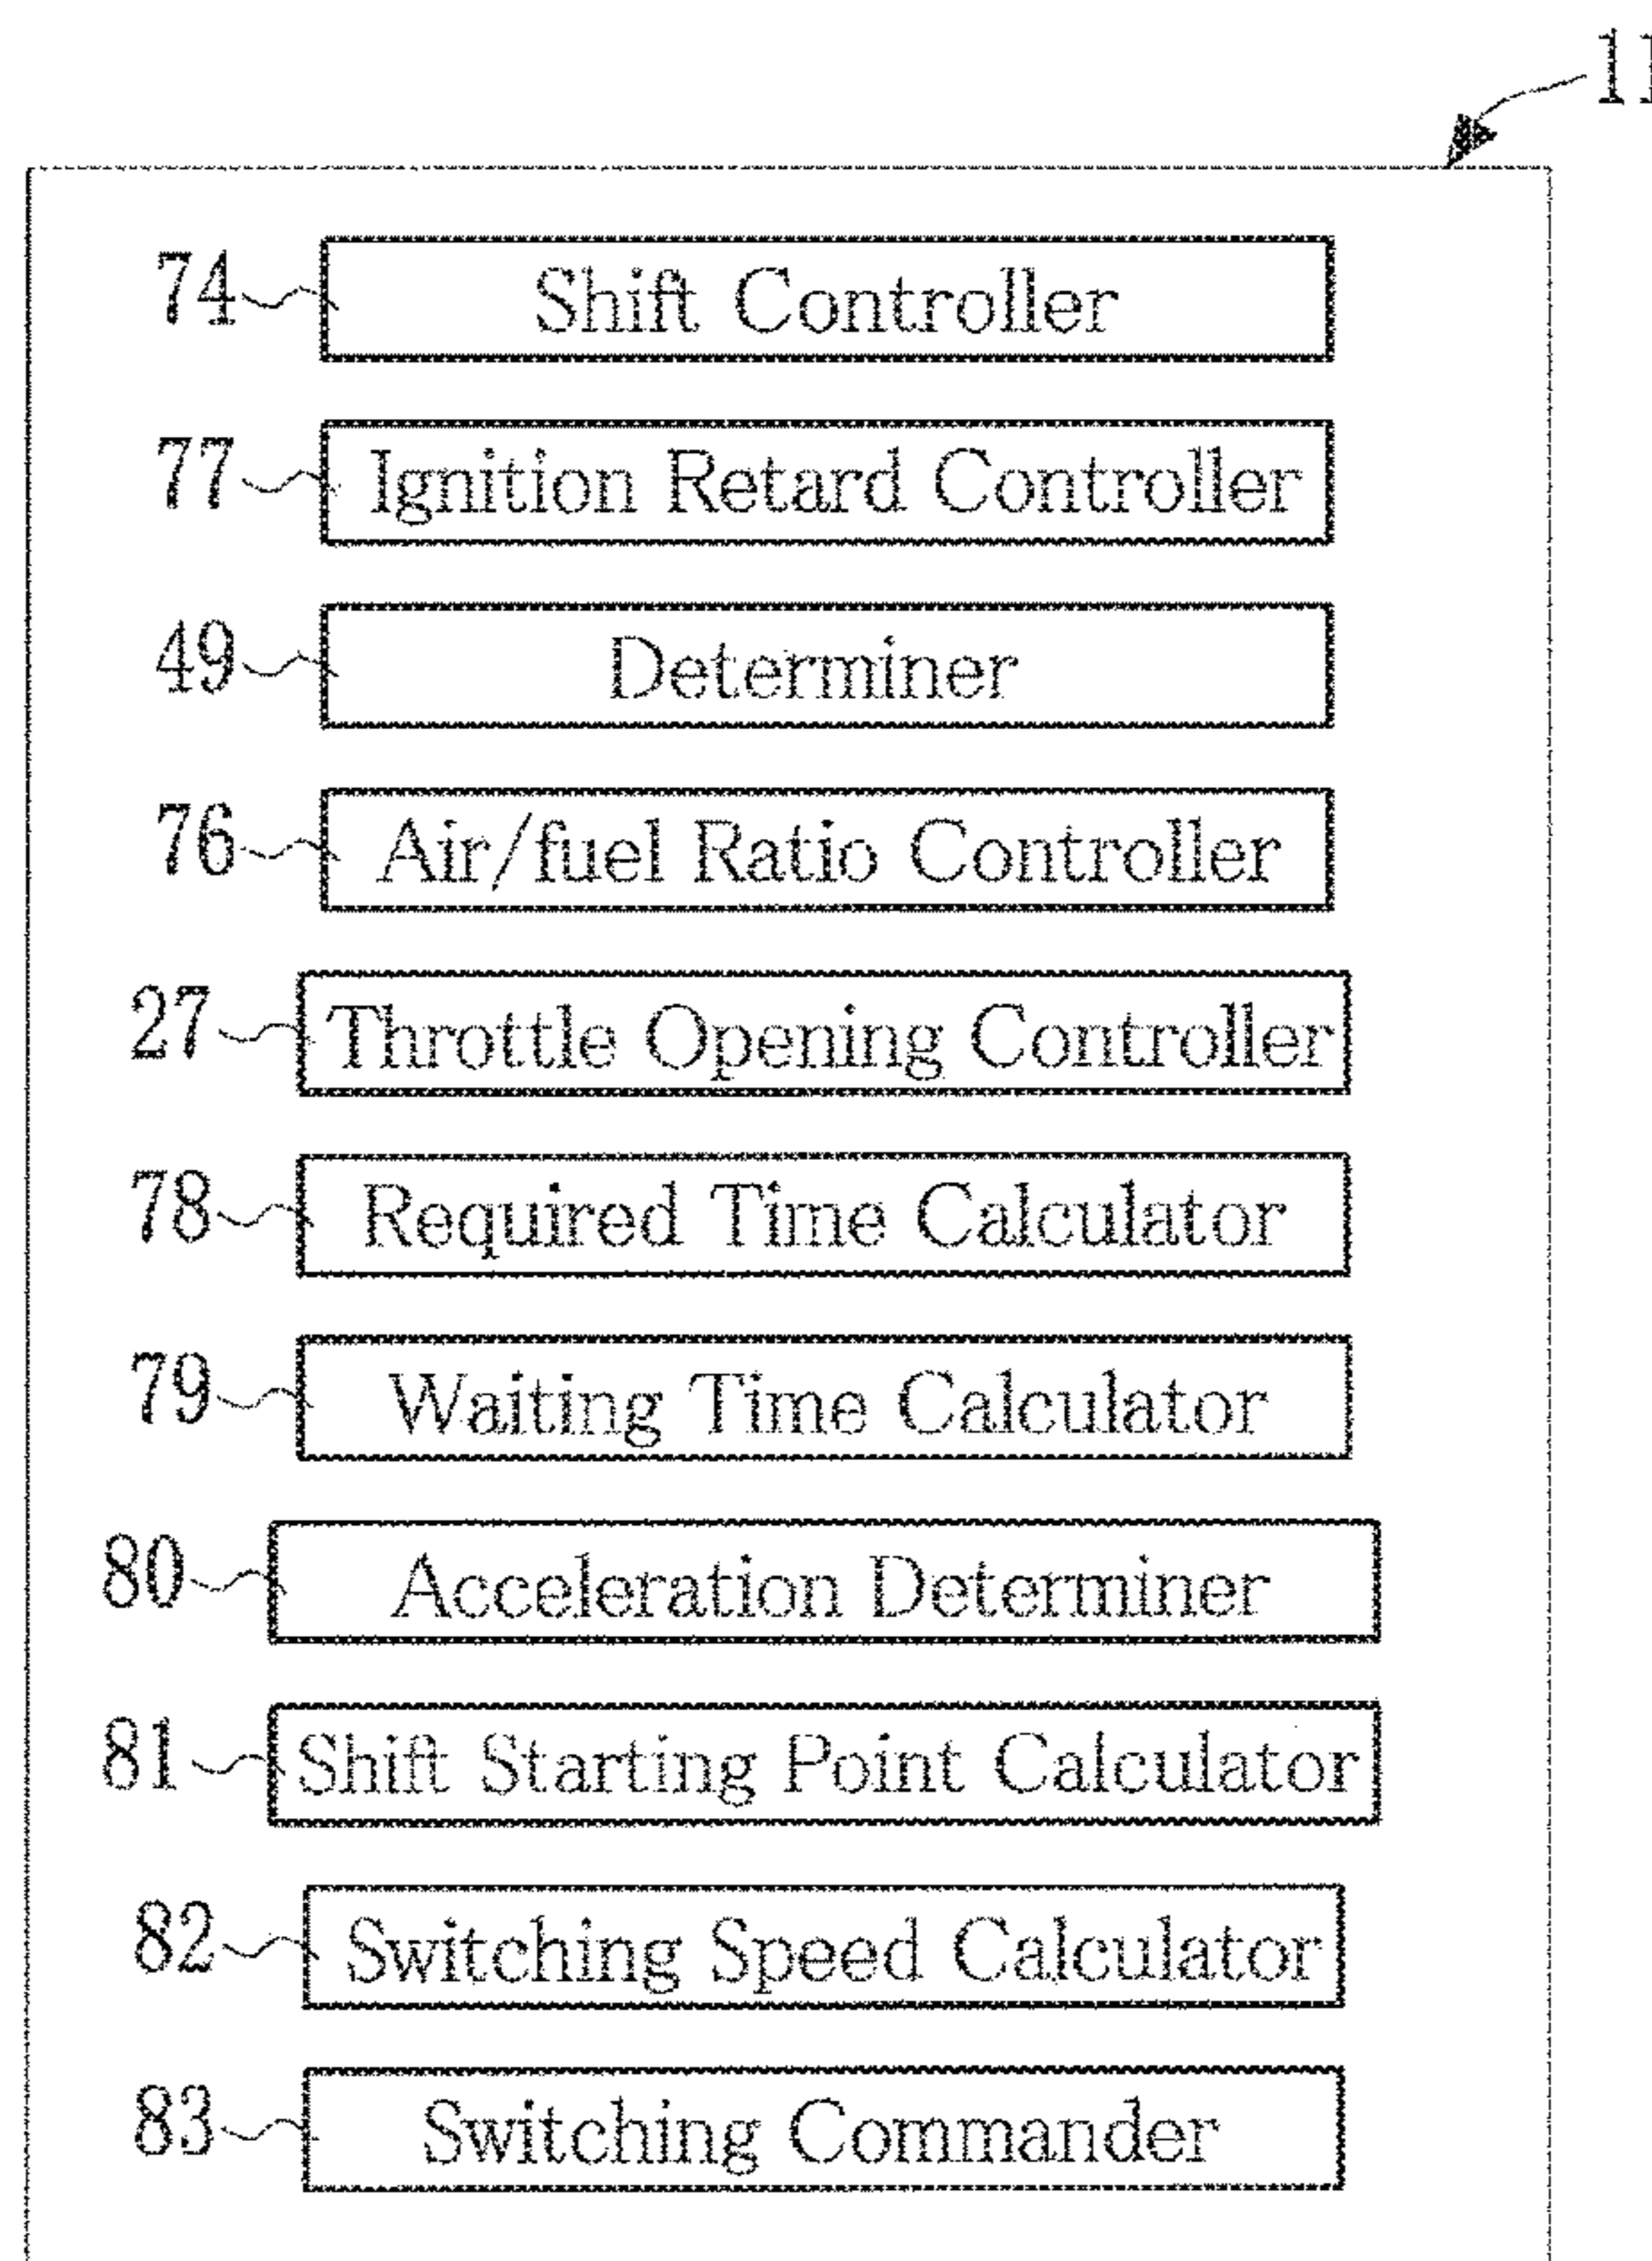 11
74 Shift Controller
77 Ignition Retard Controller
49 Determiner
76 Air/fuel Ratio Controller
27 Throttle Opening Controller
78 Required Time Calculator
79 Waiting Time Calculator
80 Acceleration Determiner
81 Shift Starting Point Calculator
82 Switching Speed Calculator
83 Switching Commander